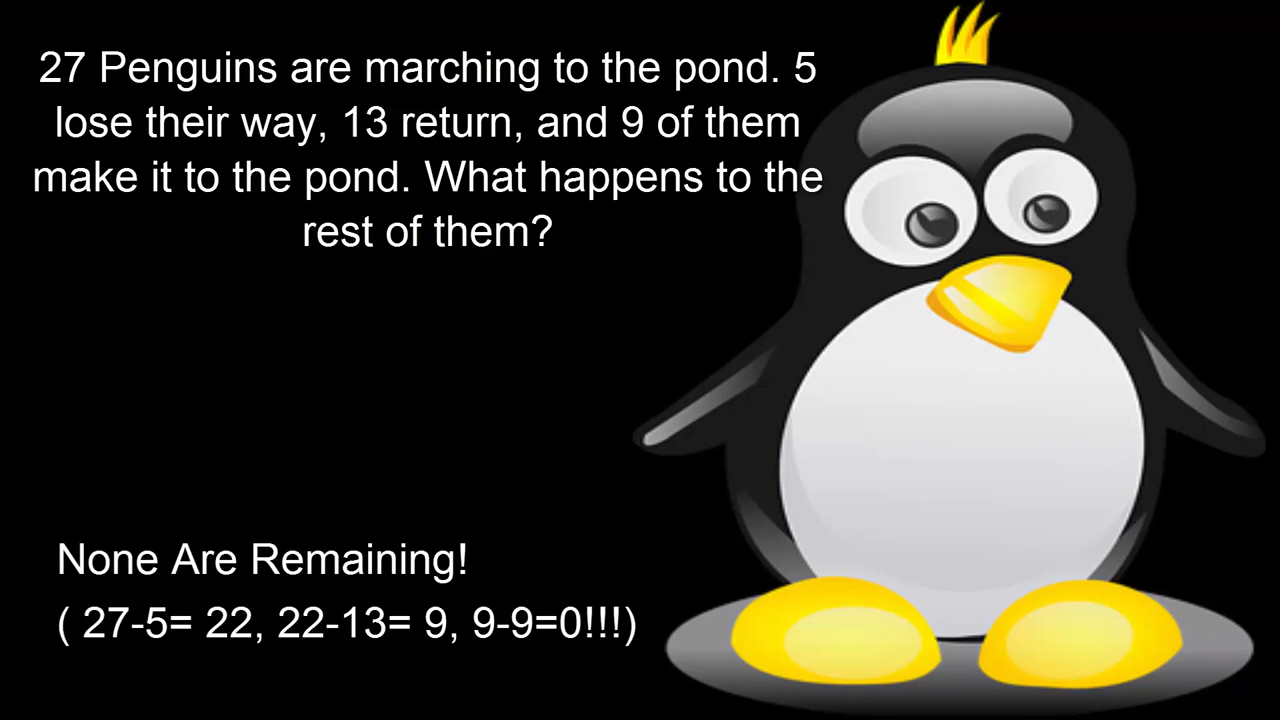 27 Penguins are marching to the pond. 5
lose their way, 13 return, and 9 of them
make it to the pond. What happens to the
rest of them?
None Are Remaining!
( 27-5= 22, 22-13= 9, 9-9=0!!!)